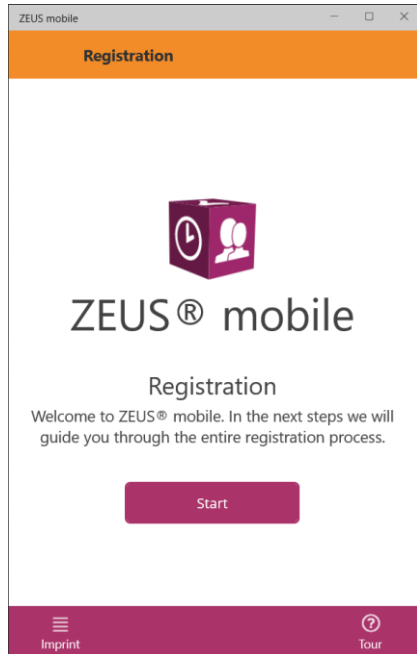 ZEUS mobile
Registration
ZEUS® mobile
Registration
Welcome to ZEUS® mobile. In the next steps we will
guide you through the entire registration process.
Start
Imprint
Tour